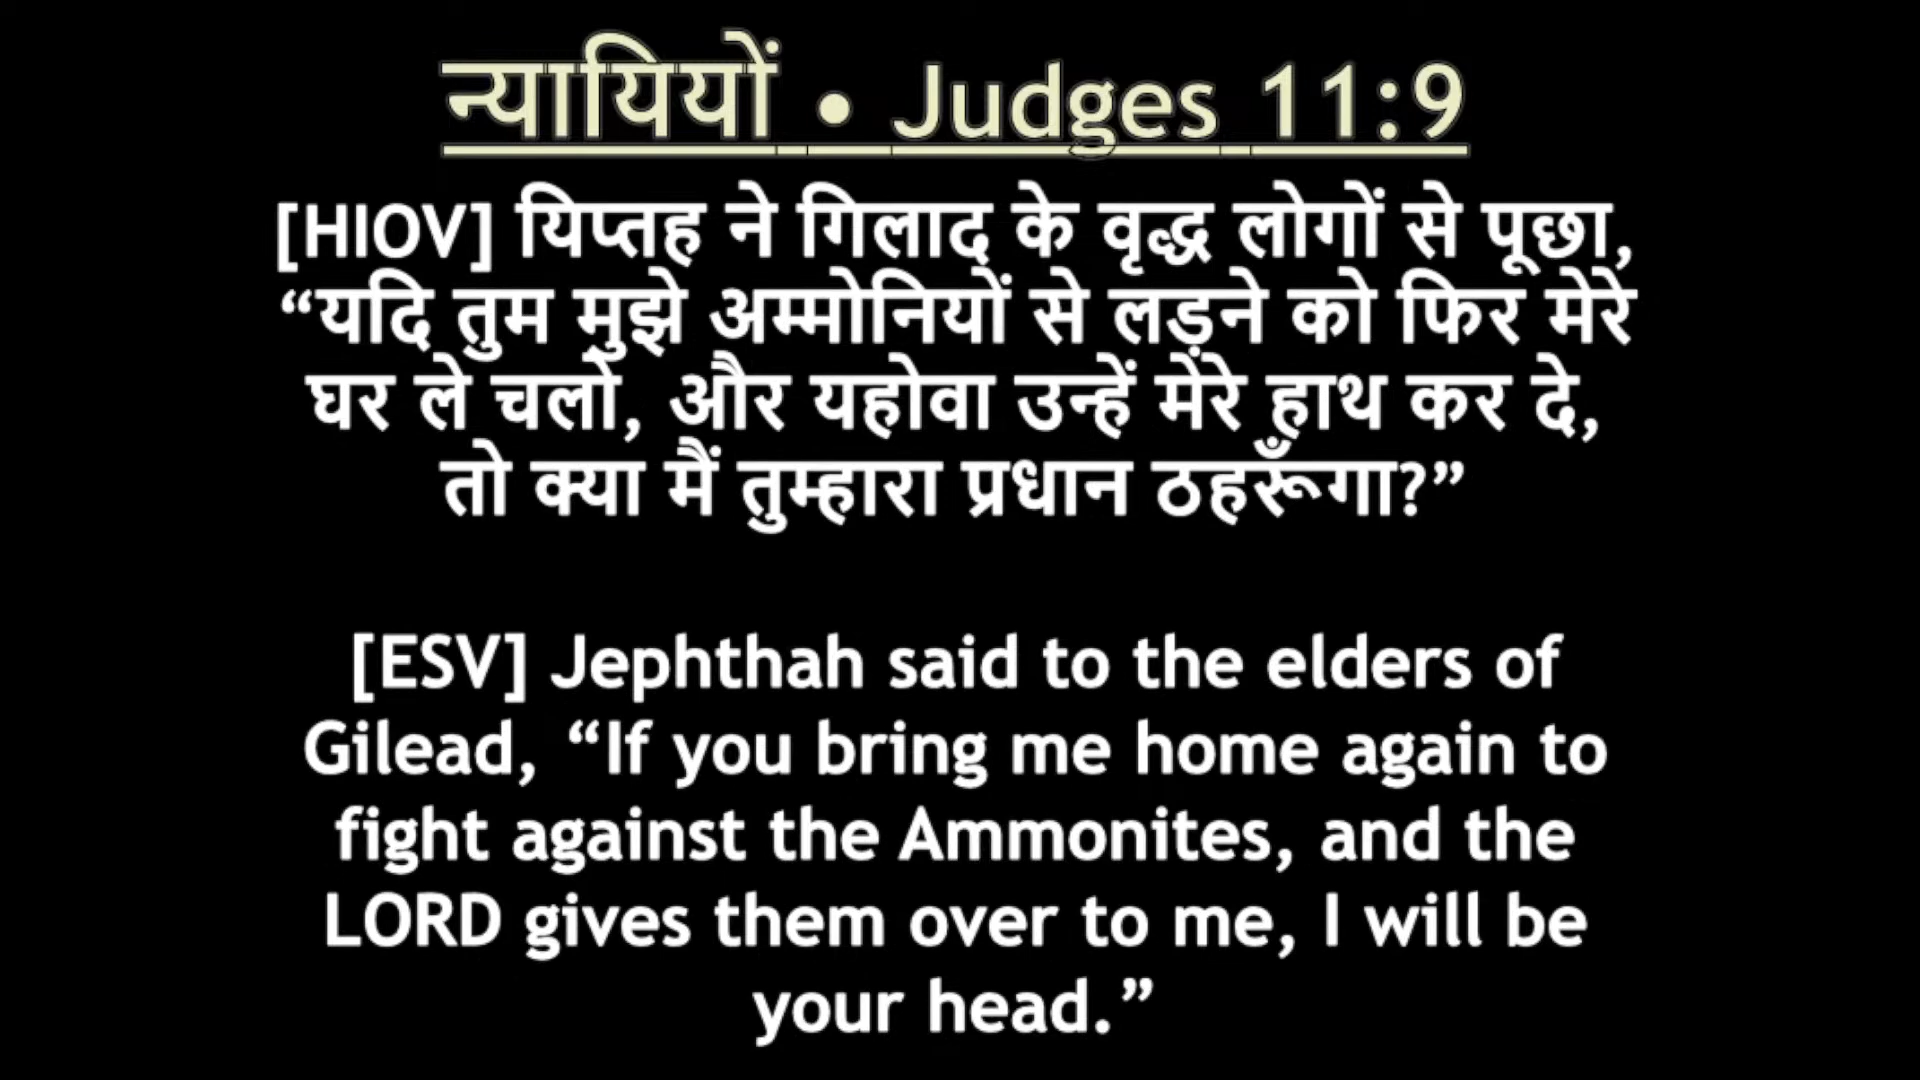 न्यायियों • Judges 11:9
[HIOV] यिप्तह ने गिलाद के वृद्ध लोगों से पूछा,
“यदि तुम मुझे अम्मोनियों से लड़ने को फिर मेरे
घर ले चलो, और यहोवा उन्हें मेरे हाथ कर दे,
तो क्या मैं तुम्हारा प्रधान ठहरूँगा?”
[ESV] Jephthah said to the elders of
Gilead, “If you bring me home again to
fight against the Ammonites, and the
LORD gives them over to me, I will be
your head.”